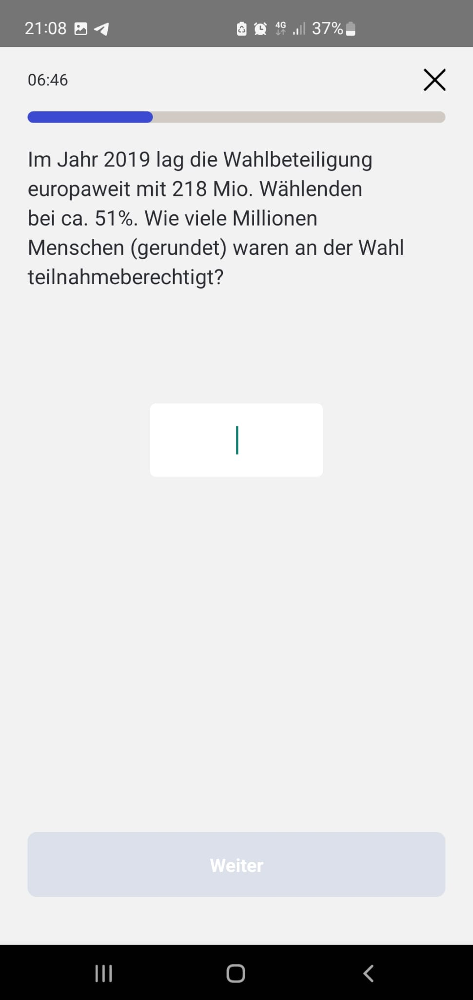 21:08
4G
37%
06:46
Im Jahr 2019 lag die Wahlbeteiligung
europaweit mit 218 Mio. Wählenden
bei ca. 51%. Wie viele Millionen
Menschen (gerundet) waren an der Wahl
teilnahmeberechtigt?
Weiter